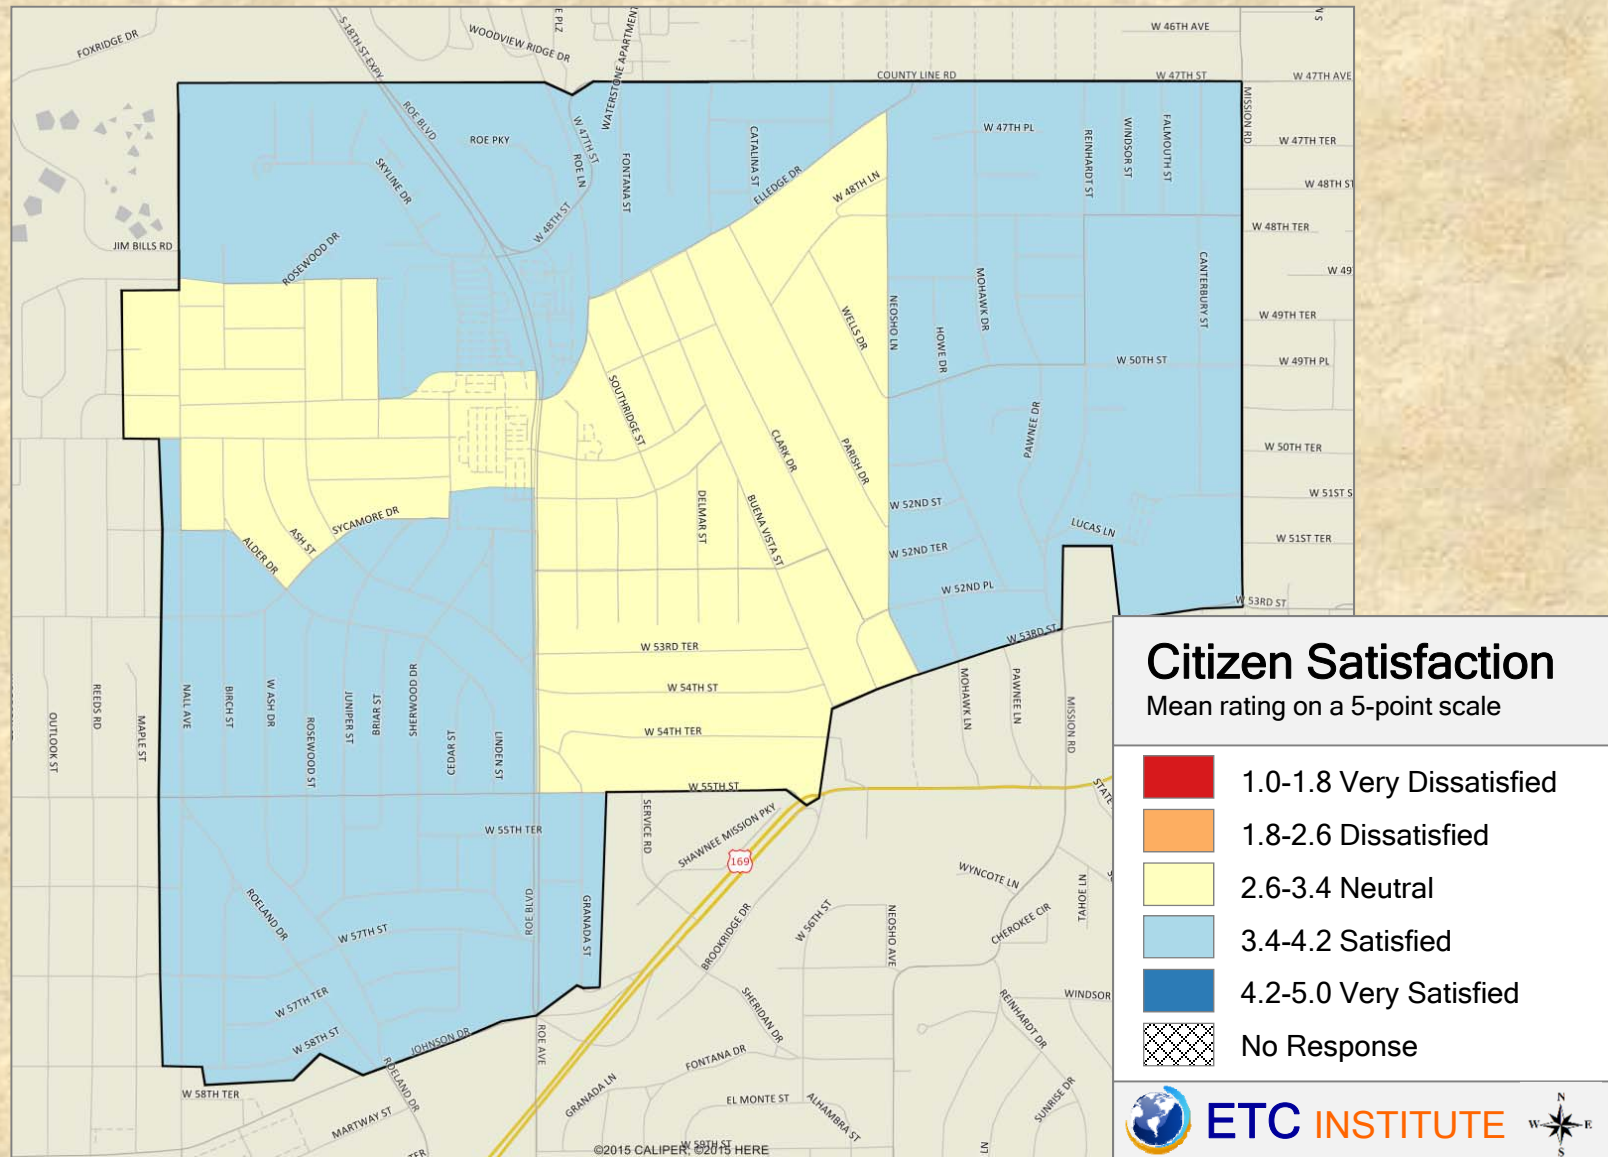 FOXRIDGE DR
S 18TH ST EXPY
WOODVIEW RIDGE DR
E PLZ
WATERSTONE APARTMENT
W 46TH AVE
S M
COUNTY LINE RD
W 47TH ST
W 47TH AVE
MISSION RD
ROE BLVD
ROE PKY
W 47TH ST
ROE LN
FONTANA ST
CATALINA ST
W 47TH PL
REINHARDT ST
WINDSOR ST
FALMOUTH ST
W 47TH TER
SKYLINE DR
ELLEDGE DR
W 48TH LN
W 48TH ST
W 48TH ST
W 48TH TER
JIM BILLS RD
ROSEWOOD DR
MOHAWK DR
CANTERBURY ST
W 49
NEOSHO LN
WELLS DR
HOWE DR
W 49TH TER
W 50TH ST
W 49TH PL
SOUTHRIDGE ST
CLARK DR
PARISH DR
PAWNEE DR
W 50TH TER
DELMAR ST
BUENA VISTA ST
W 52ND ST
W 51ST S
SYCAMORE DR
ASH ST
ALDER DR
LUCAS LN
W 51ST TER
W 52ND TER
W 52ND PL
W 53RD ST
W 53RD ST
W 53RD TER
W 54TH ST
W 54TH TER
W 55TH ST
OUTLOOK ST
REEDS RD
MAPLE ST
NALL AVE
BIRCH ST
W ASH DR
ROSEWOOD ST
JUNIPER ST
BRIAR ST
SHERWOOD DR
CEDAR ST
LINDEN ST
MOHAWK LN
PAWNEE LN
MISSION RD
STATE
W 55TH TER
SERVICE RD
SHAWNEE MISSION PKY
169
ROELAND DR
W 57TH ST
ROE BLVD
GRANADA ST
BROOKRIDGE DR
W 56TH ST
NEOSHO AVE
WYNCOTE LN
CHEROKEE CIR
TAHOE LN
W 57TH TER
W 58TH ST
JOHNSON DR
ROE AVE
SHERIDAN DR
REINHARDT DR
WINDSOR
W 58TH TER
ROELAND DR
MARTWAY ST
FONTANA DR
GRANADA LN
EL MONTE ST
ALHAMBRA ST
SUNRISE DR
W 59TH ST
TER
LN
©2015 CALIPER; ©2015 HERE
Citizen Satisfaction
Mean rating on a 5-point scale
1.0-1.8 Very Dissatisfied
1.8-2.6 Dissatisfied
2.6-3.4 Neutral
3.4-4.2 Satisfied
4.2-5.0 Very Satisfied
No Response
ETC INSTITUTE
N
W E
S